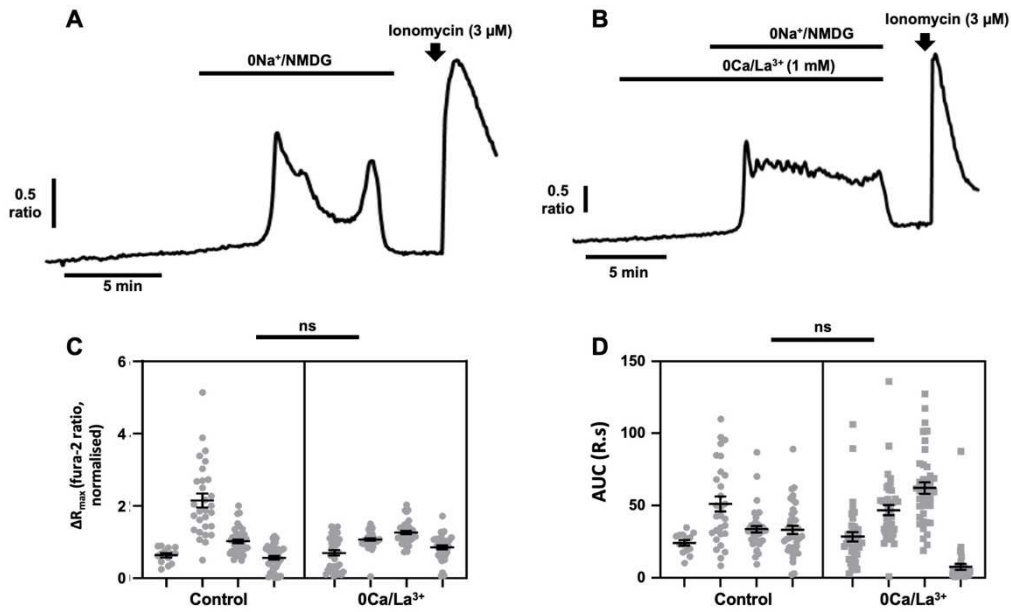 A
Ionomycin (3 µM)
0Na⁺/NMDG
0.5
ratio
5 min
B
Ionomycin (3 µM)
0Na⁺/NMDG
0Ca/La³⁺ (1 mM)
0.5
ratio
5 min
C
ns
6
4
2
0
ΔRmax (fura-2 ratio,
normalised)
Control
0Ca/La³⁺
D
ns
150
100
50
0
AUC (R.s)
Control
0Ca/La³⁺